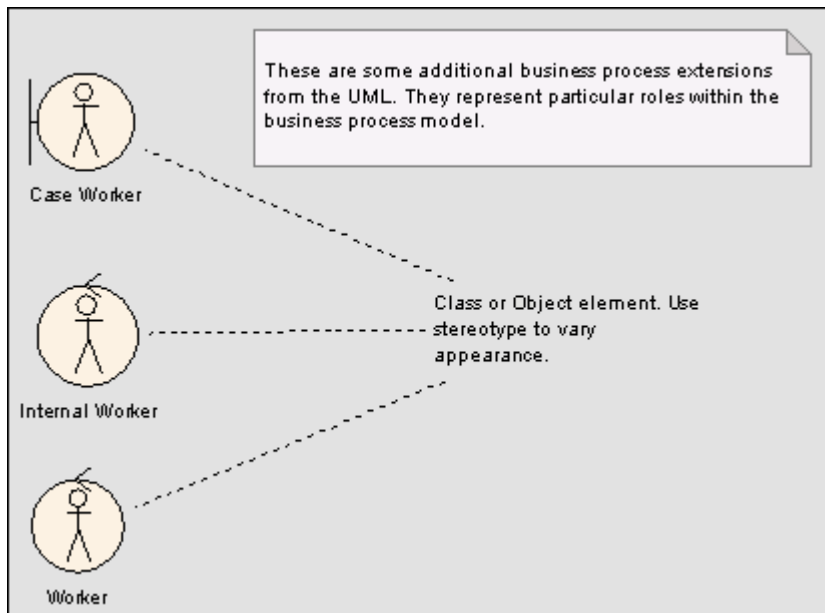 These are some additional business process extensions
from the UML. They represent particular roles within the
business process model.
Case Worker
Class or Object element. Use
stereotype to vary
appearance.
Internal Worker
Worker